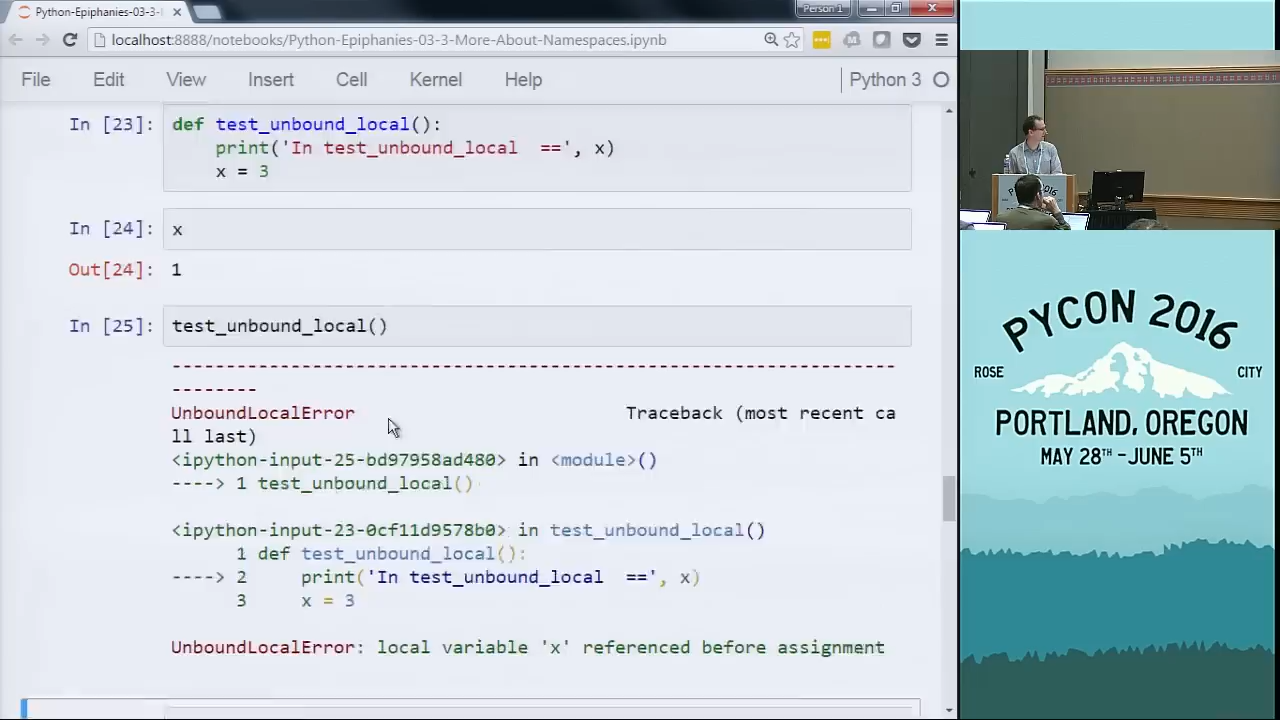 Python-Epiphanies-03-3-
Person 1
localhost:8888/notebooks/Python-Epiphanies-03-3-More-About-Namespaces.ipynb
File Edit View Insert Cell Kernel Help Python 3
In [23]: def test_unbound_local():
print('In test_unbound_local  ==', x)
x = 3
In [24]: x
Out[24]: 1
In [25]: test_unbound_local()
---------------------------------------------------------------------------
UnboundLocalError                         Traceback (most recent ca
ll last)
<ipython-input-25-bd97958ad480> in <module>()
----> 1 test_unbound_local()
<ipython-input-23-0cf11d9578b0> in test_unbound_local()
1 def test_unbound_local():
----> 2     print('In test_unbound_local  ==', x)
3     x = 3
UnboundLocalError: local variable 'x' referenced before assignment
2016
PYCON 2016
ROSE CITY
PORTLAND, OREGON
MAY 28TH -JUNE 5TH